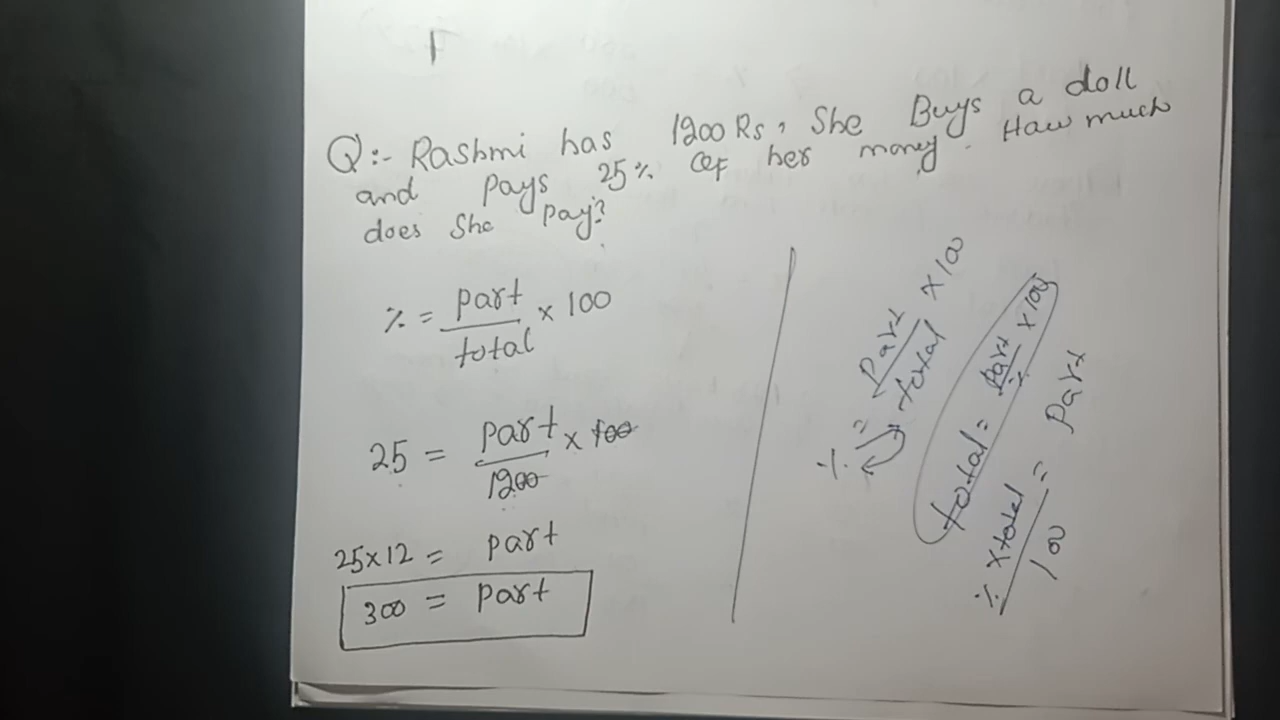 Q:- Rashmi has 1200 Rs, She Buys a doll
and pays 25% of her money. How much
does She pay?
% = part/total × 100
25 = part/1200 × 100
25×12 = part
300 = part
% = Part/total × 100
total = part/% × 100
% × total/100 = part